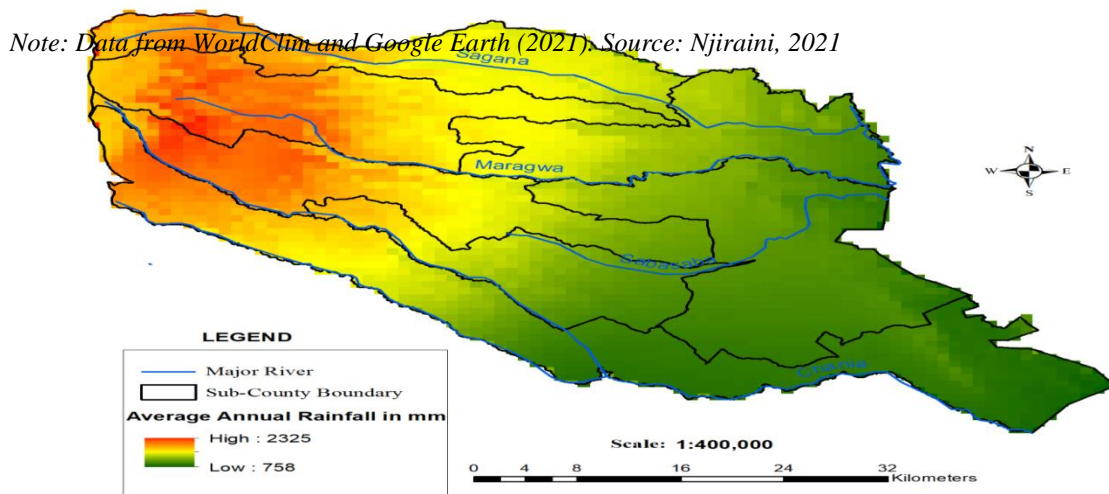 Note: Data from WorldClim and Google Earth (2021). Source: Njiraini, 2021
Sagana
Maragwa
N
W
E
S
Sabasaba
Chania
LEGEND
Major River
Sub-County Boundary
Average Annual Rainfall in mm
High : 2325
Low : 758
Scale: 1:400,000
0 4 8 16 24 32
Kilometers